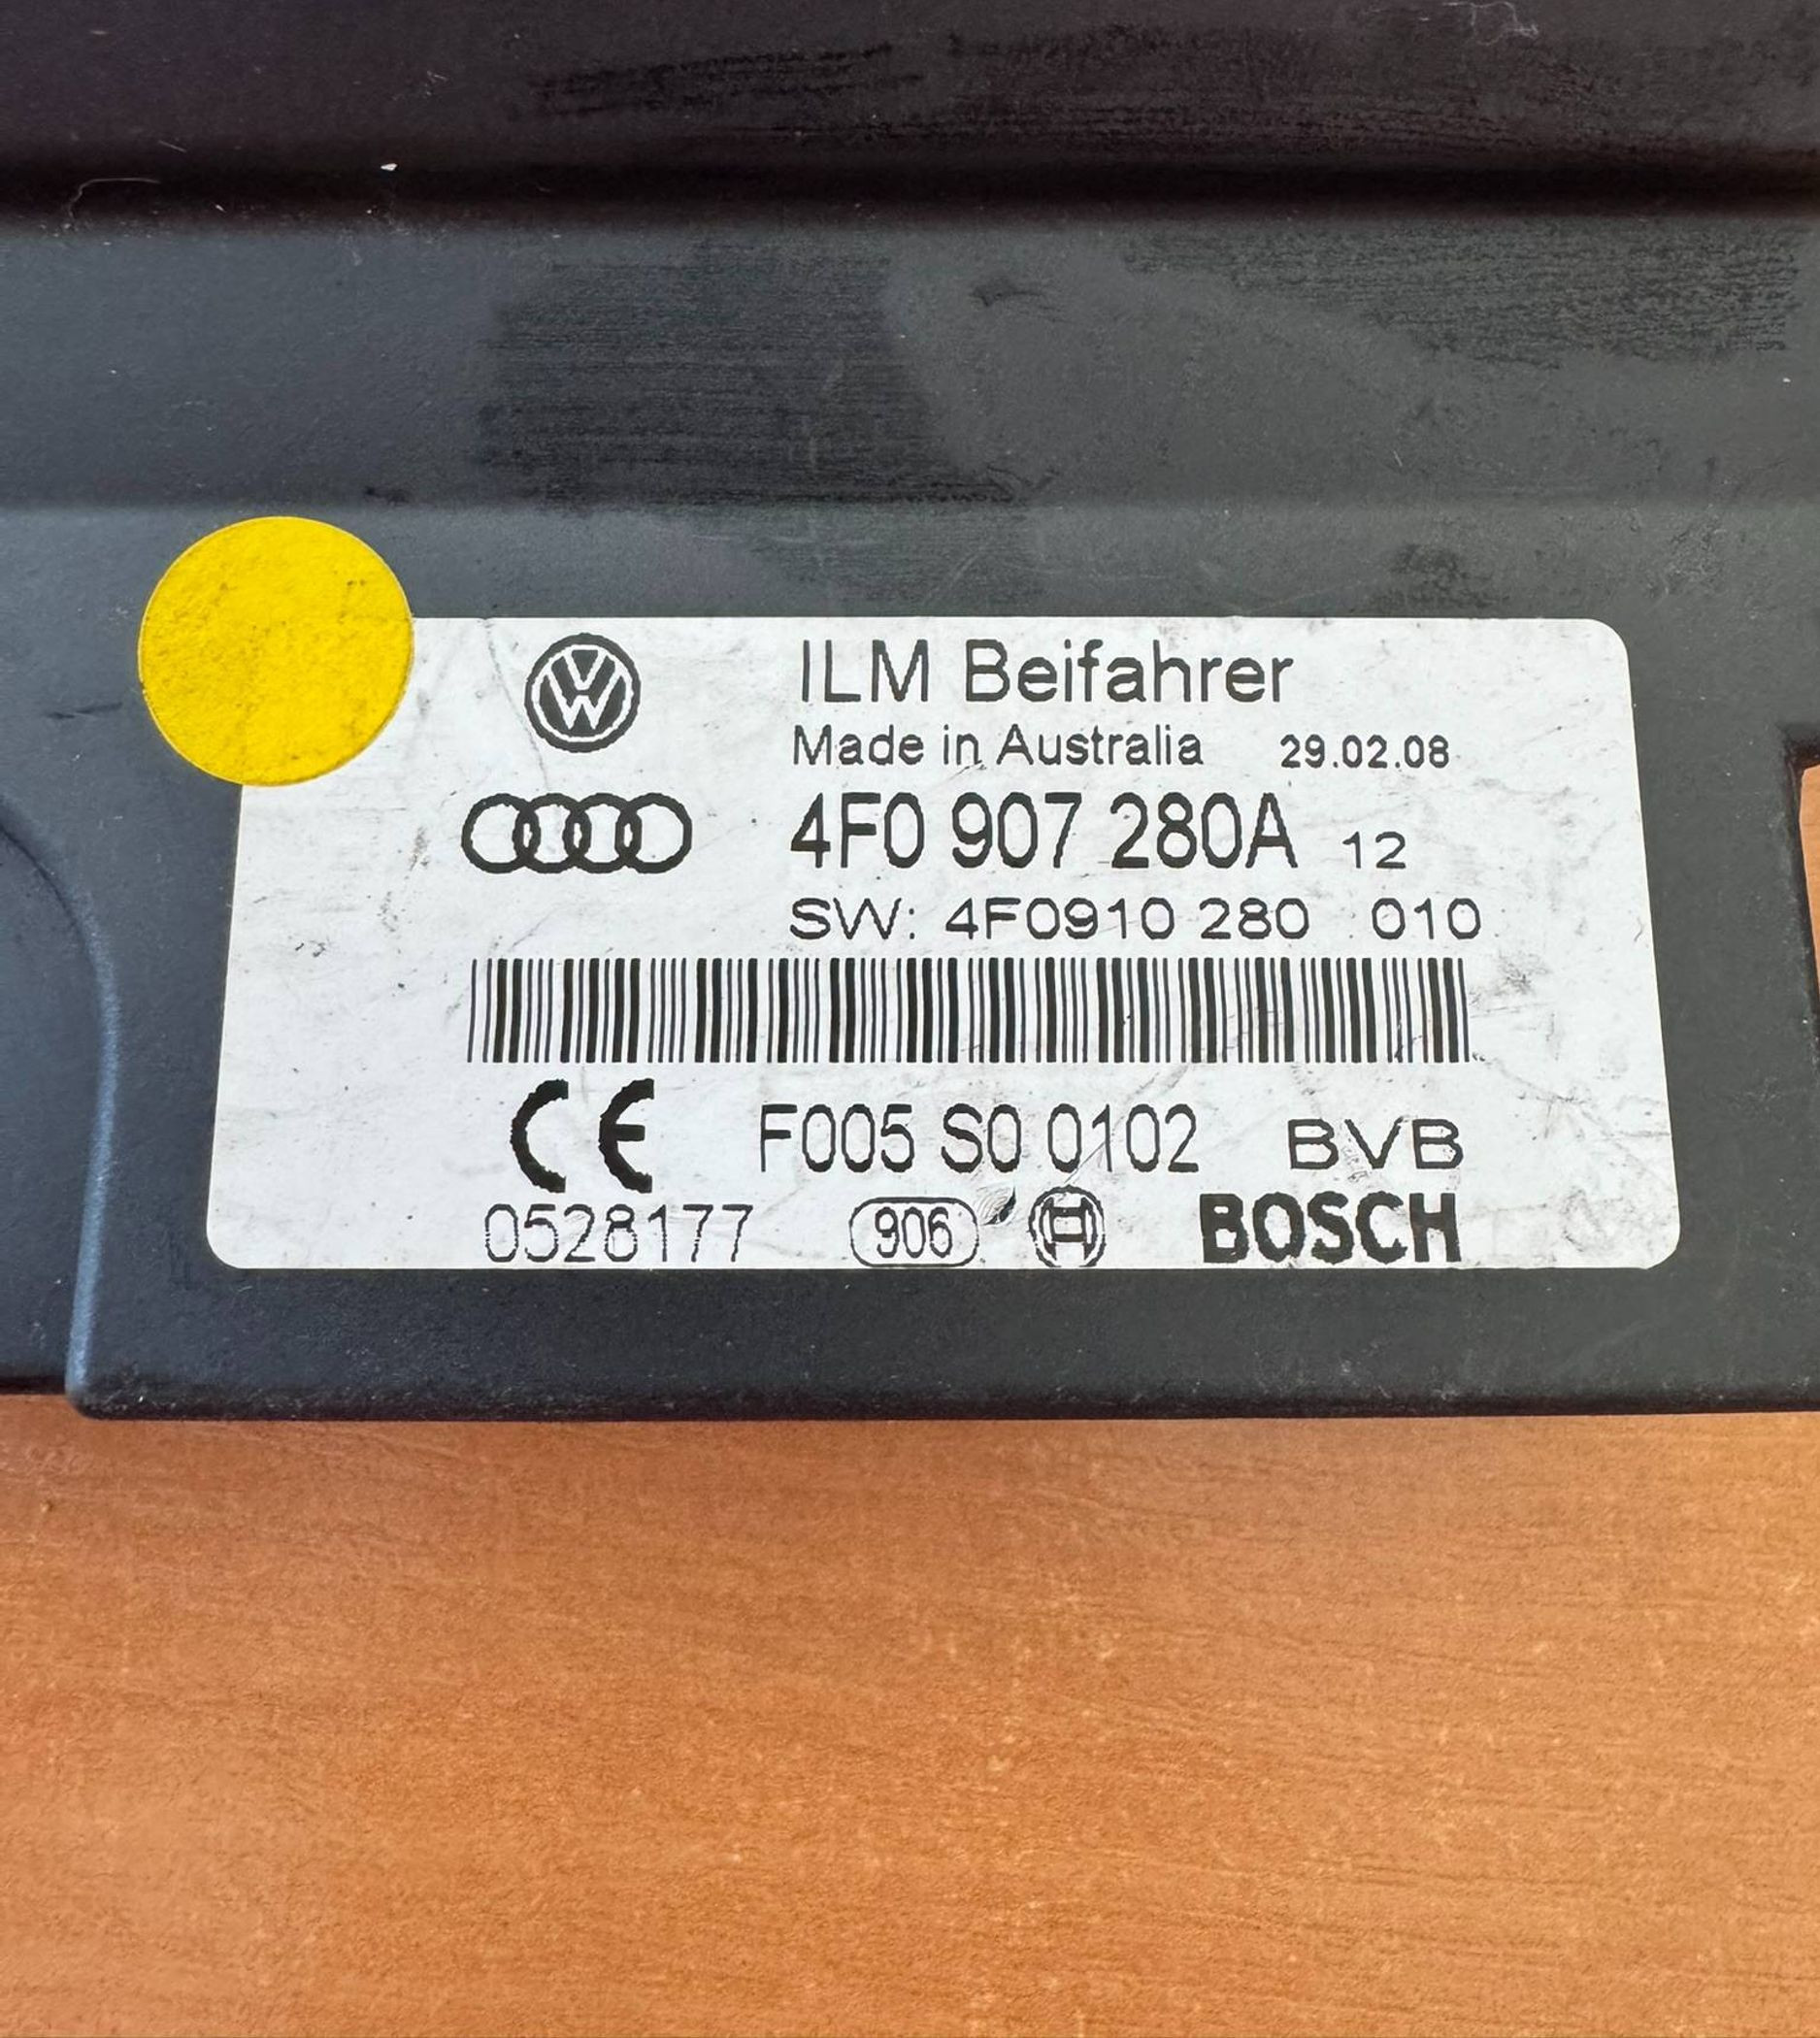 ILM Beifahrer
Made in Australia 29.02.08
4F0 907 280A 12
SW: 4F0910 280 010
CE F005 S0 0102 BVB
0528177 906 BOSCH